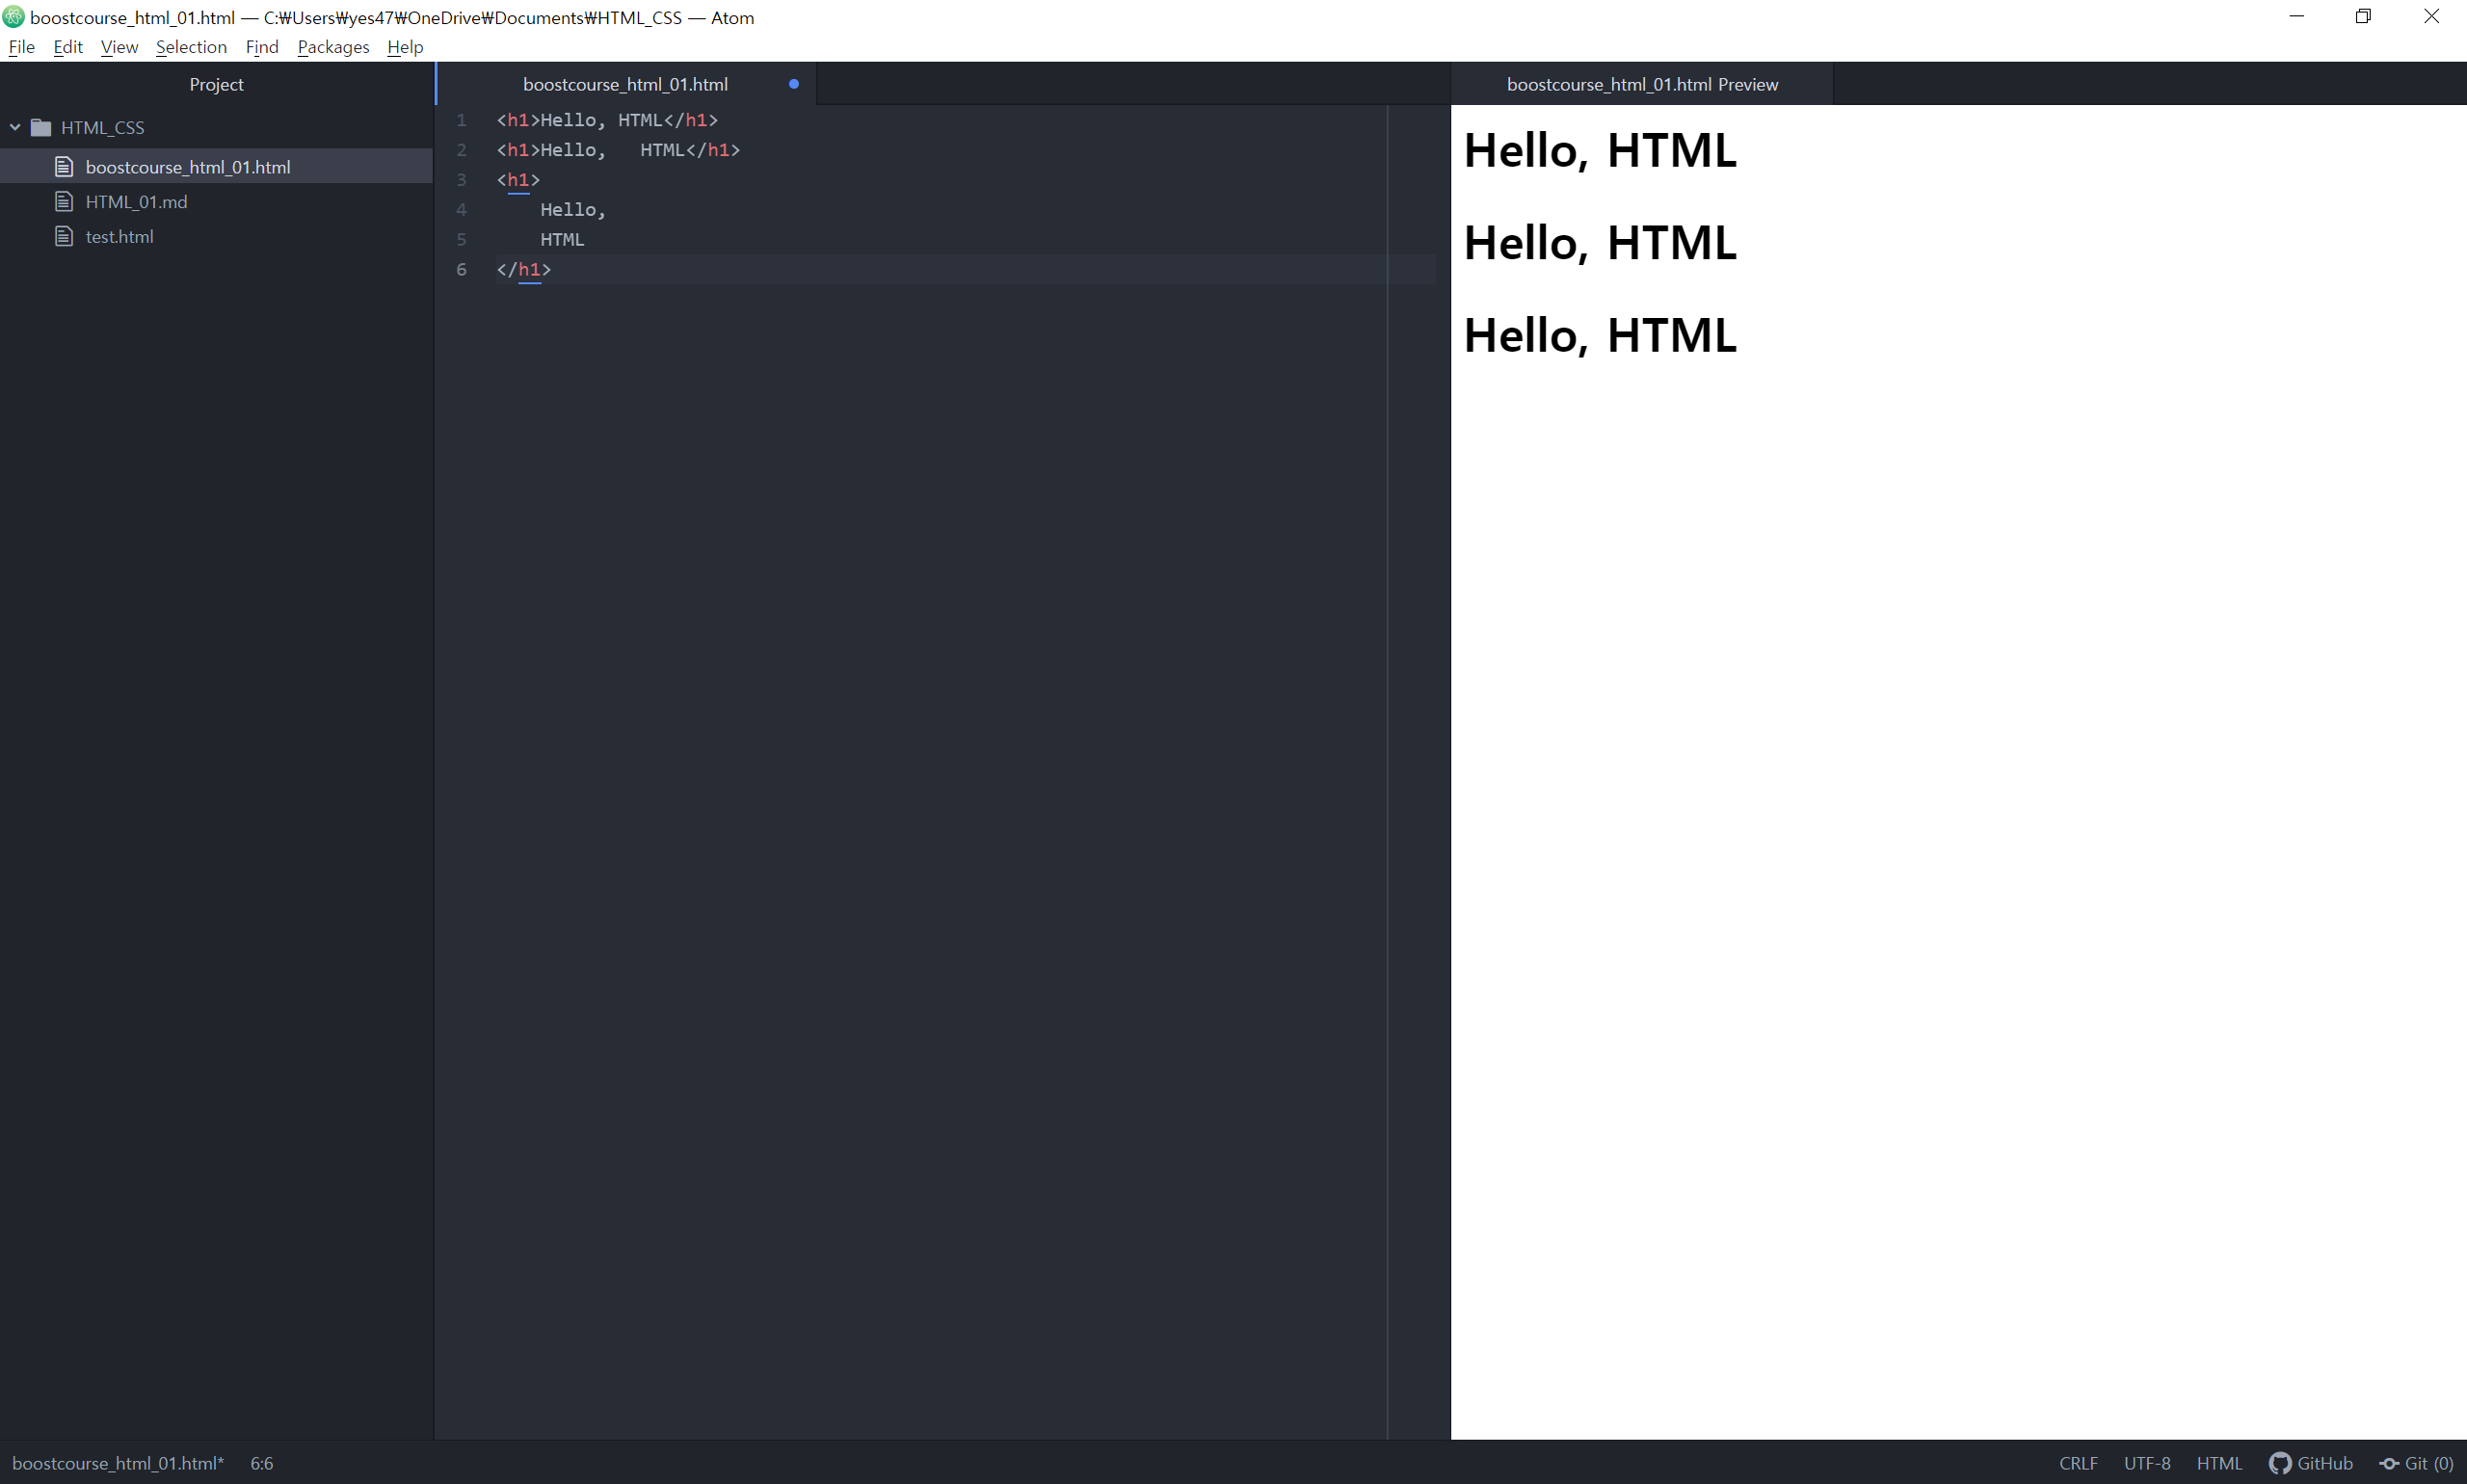 boostcourse_html_01.html — C:₩Users₩yes47₩OneDrive₩Documents₩HTML_CSS — Atom
File Edit View Selection Find Packages Help
Project
HTML_CSS
boostcourse_html_01.html
HTML_01.md
test.html
boostcourse_html_01.html
1 <h1>Hello, HTML</h1>
2 <h1>Hello,   HTML</h1>
3 <h1>
4     Hello,
5     HTML
6 </h1>
boostcourse_html_01.html Preview
Hello, HTML
Hello, HTML
Hello, HTML
boostcourse_html_01.html* 6:6 CRLF UTF-8 HTML GitHub Git (0)